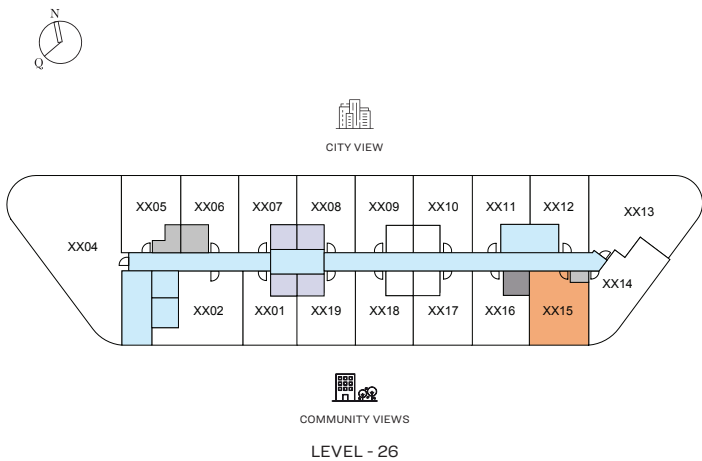 N
Q
CITY VIEW
XX05 XX06 XX07 XX08 XX09 XX10 XX11 XX12 XX13
XX04
XX14
XX02 XX01 XX19 XX18 XX17 XX16 XX15
COMMUNITY VIEWS
LEVEL - 26